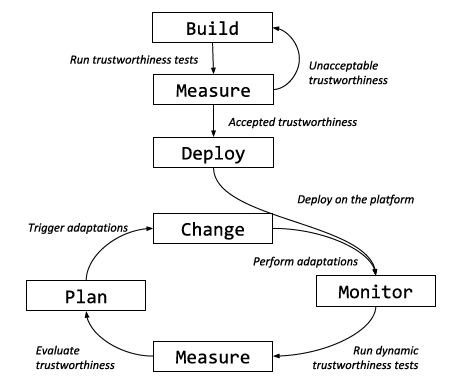 Build
Run trustworthiness tests
Unacceptable
trustworthiness
Measure
Accepted trustworthiness
Deploy
Deploy on the platform
Trigger adaptations
Change
Perform adaptations
Plan
Monitor
Evaluate
trustworthiness
Measure
Run dynamic
trustworthiness tests